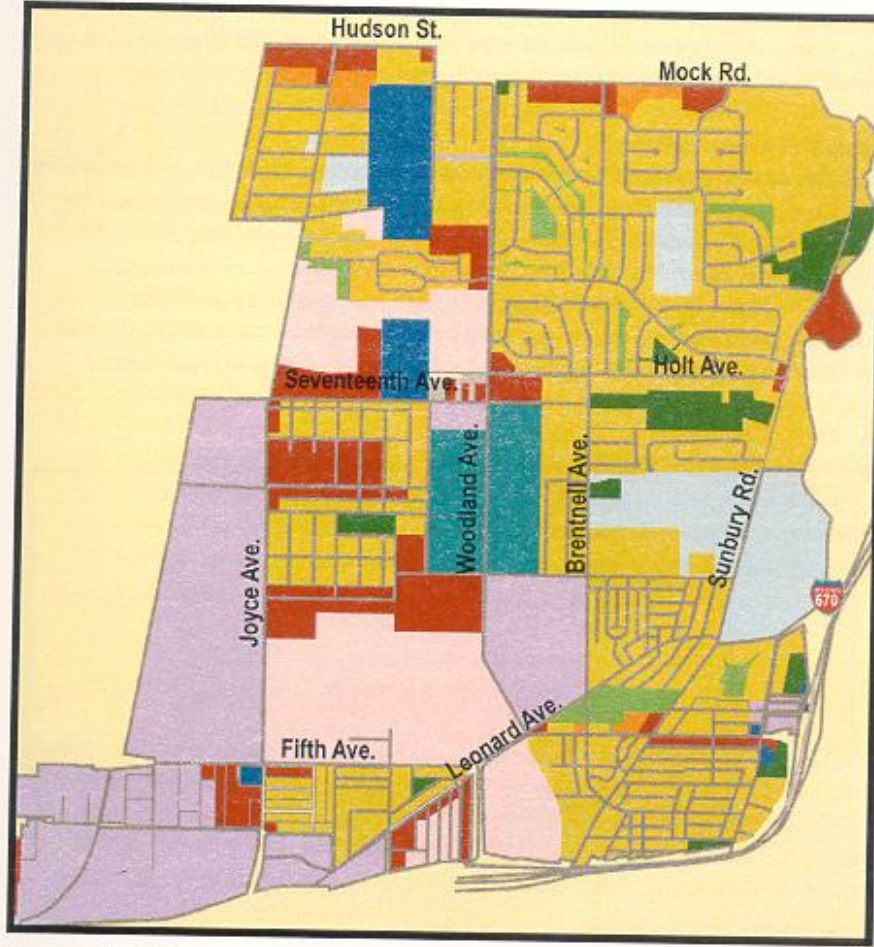 Hudson St.
Mock Rd.
Holt Ave.
Seventeenth Ave.
Woodland Ave.
Brentnell Ave.
Sunbury Rd.
Joyce Ave.
670
Leonard Ave.
Fifth Ave.